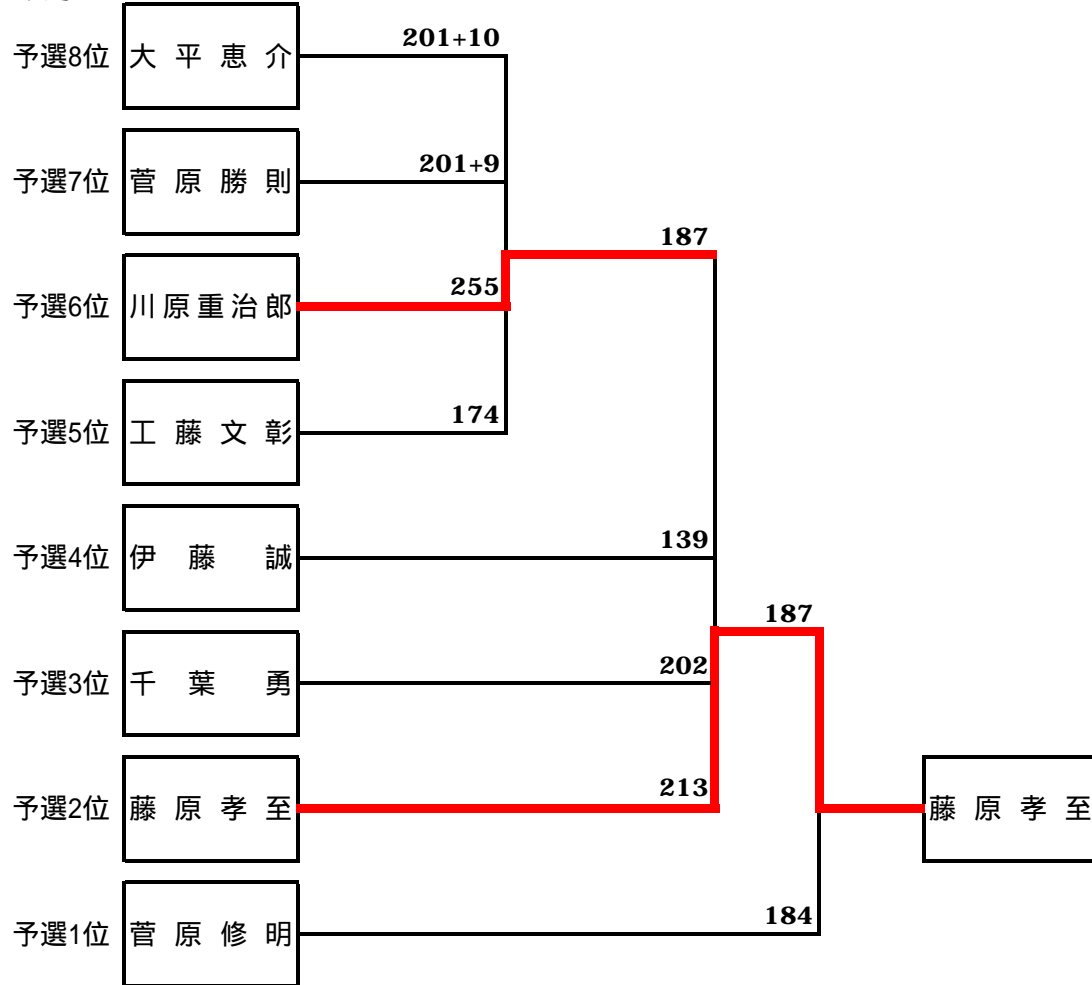 201+10
予選8位 大平恵介
201+9
予選7位 菅原勝則
187
255
予選6位 川原重治郎
174
予選5位 工藤文彰
139
予選4位 伊藤誠
187
202
予選3位 千葉勇
213
予選2位 藤原孝至 藤原孝至
184
予選1位 菅原修明